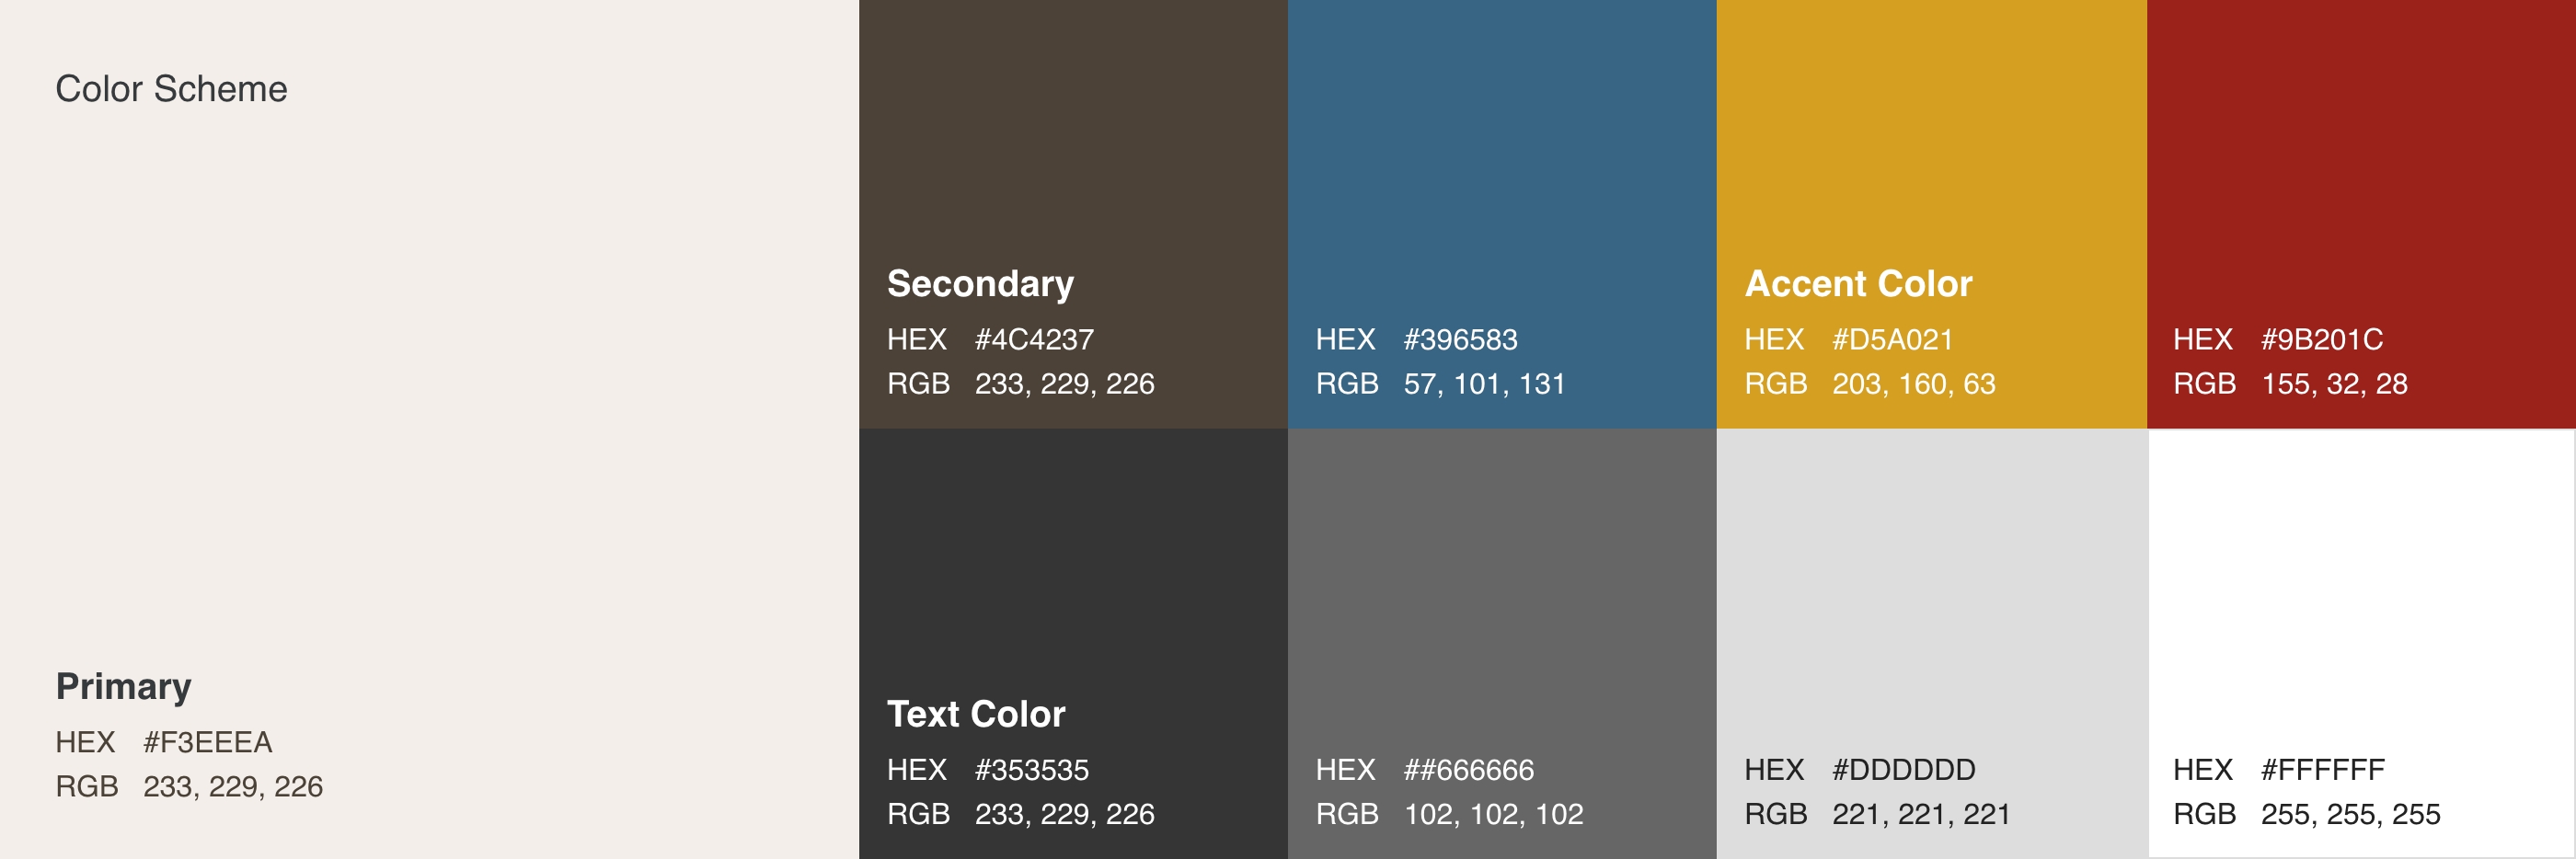 Color Scheme
Primary
HEX #F3EEEA
RGB 233, 229, 226
Secondary
HEX #4C4237
RGB 233, 229, 226
HEX #396583
RGB 57, 101, 131
Accent Color
HEX #D5A021
RGB 203, 160, 63
HEX #9B201C
RGB 155, 32, 28
Text Color
HEX #353535
RGB 233, 229, 226
HEX ##666666
RGB 102, 102, 102
HEX #DDDDDD
RGB 221, 221, 221
HEX #FFFFFF
RGB 255, 255, 255